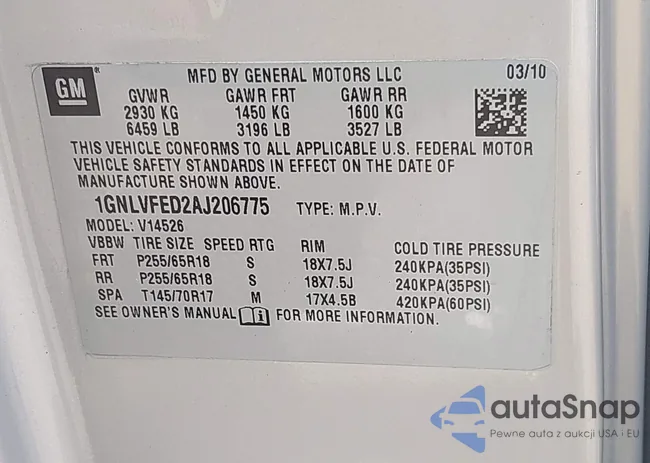 GM ® MFD BY GENERAL MOTORS LLC 03/10
GVWR GAWR FRT GAWR RR
2930 KG 1450 KG 1600 KG
6459 LB 3196 LB 3527 LB
THIS VEHICLE CONFORMS TO ALL APPLICABLE U.S. FEDERAL MOTOR
VEHICLE SAFETY STANDARDS IN EFFECT ON THE DATE OF
MANUFACTURE SHOWN ABOVE.
1GNLVFED2AJ206775 TYPE: M.P.V.
MODEL: V14526
VBBW TIRE SIZE SPEED RTG RIM COLD TIRE PRESSURE
FRT P255/65R18 S 18X7.5J 240KPA(35PSI)
RR P255/65R18 S 18X7.5J 240KPA(35PSI)
SPA T145/70R17 M 17X4.5B 420KPA(60PSI)
SEE OWNER'S MANUAL i FOR MORE INFORMATION.
autaSnap
Pewne auta z aukcji USA i EU